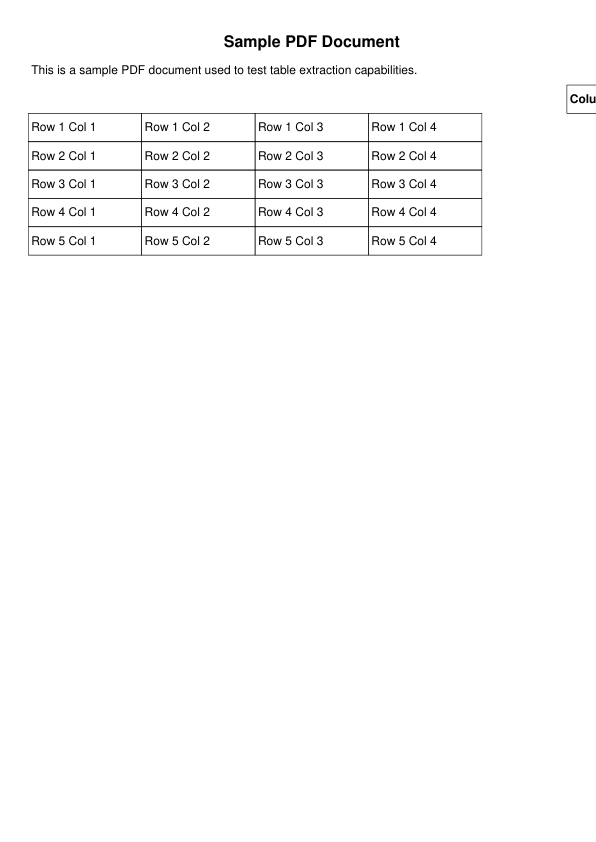 Sample PDF Document
This is a sample PDF document used to test table extraction capabilities.
Colu
Row 1 Col 1 Row 1 Col 2 Row 1 Col 3 Row 1 Col 4
Row 2 Col 1 Row 2 Col 2 Row 2 Col 3 Row 2 Col 4
Row 3 Col 1 Row 3 Col 2 Row 3 Col 3 Row 3 Col 4
Row 4 Col 1 Row 4 Col 2 Row 4 Col 3 Row 4 Col 4
Row 5 Col 1 Row 5 Col 2 Row 5 Col 3 Row 5 Col 4